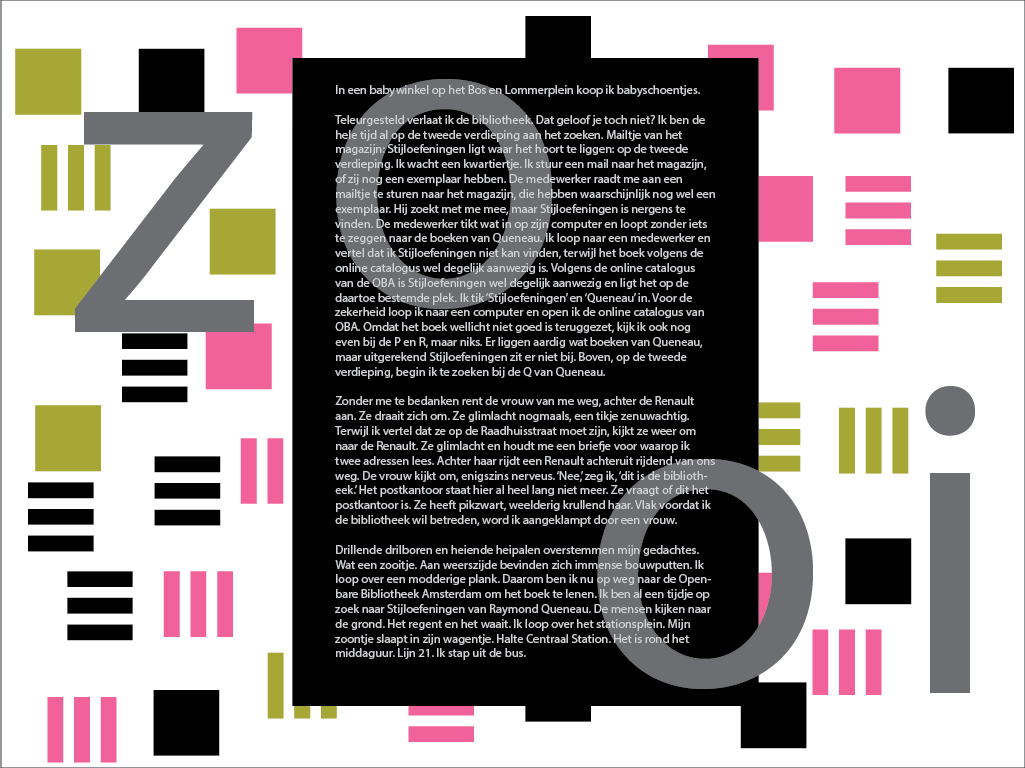 Zooi
In een babywinkel op het Bos en Lommerplein koop ik babyschoentjes.
Teleurgesteld verlaat ik de bibliotheek. Dat geloof je toch niet? Ik ben de
hele tijd al op de tweede verdieping aan het zoeken. Mailtje van het
magazijn: Stijloefeningen ligt waar het hoort te liggen: op de tweede
verdieping. Ik wacht een kwartiertje. Ik stuur een mail naar het magazijn,
of zij nog een exemplaar hebben. De medewerker raadt me aan een
mailtje te sturen naar het magazijn, die hebben waarschijnlijk nog wel een
exemplaar. Hij zoekt met me mee, maar Stijloefeningen is nergens te
vinden. De medewerker tikt wat in op zijn computer en loopt zonder iets
te zeggen naar de boeken van Queneau. Ik loop naar een medewerker en
vertel dat ik Stijloefeningen niet kan vinden, terwijl het boek volgens de
online catalogus wel degelijk aanwezig is. Volgens de online catalogus
van de OBA is Stijloefeningen wel degelijk aanwezig en ligt het op de
daartoe bestemde plek. Ik tik ‘Stijloefeningen’ en ‘Queneau’ in. Voor de
zekerheid loop ik naar een computer en open ik de online catalogus van
OBA. Omdat het boek wellicht niet goed is teruggezet, kijk ik ook nog
even bij de P en R, maar niks. Er liggen aardig wat boeken van Queneau,
maar uitgerekend Stijloefeningen zit er niet bij. Boven, op de tweede
verdieping, begin ik te zoeken bij de Q van Queneau.
Zonder me te bedanken rent de vrouw van me weg, achter de Renault
aan. Ze draait zich om. Ze glimlacht nogmaals, een tikje zenuwachtig.
Terwijl ik vertel dat ze op de Raadhuisstraat moet zijn, kijkt ze weer om
naar de Renault. Ze glimlacht en houdt me een briefje voor waarop ik
twee adressen lees. Achter haar rijdt een Renault achteruit rijdend van ons
weg. De vrouw kijkt om, enigszins nerveus. ‘Nee,’ zeg ik, ‘dit is de biblioth-
eek.’ Het postkantoor staat hier al heel lang niet meer. Ze vraagt of dit het
postkantoor is. Ze heeft pikzwart, weelderig krullend haar. Vlak voordat ik
de bibliotheek wil betreden, word ik aangeklampt door een vrouw.
Drillende drilboren en heiende heipalen overstemmen mijn gedachtes.
Wat een zooitje. Aan weerszijde bevinden zich immense bouwputten. Ik
loop over een modderige plank. Daarom ben ik nu op weg naar de Open-
bare Bibliotheek Amsterdam om het boek te lenen. Ik ben al een tijdje op
zoek naar Stijloefeningen van Raymond Queneau. De mensen kijken naar
de grond. Het regent en het waait. Ik loop over het stationsplein. Mijn
zoontje slaapt in zijn wagentje. Halte Centraal Station. Het is rond het
middaguur. Lijn 21. Ik stap uit de bus.